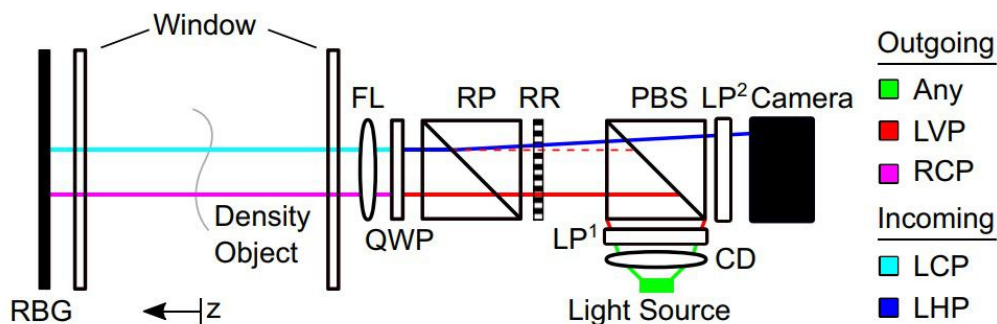 Window
FL
RP
RR
PBS
LP²
Camera
Density
Object
QWP
LP¹
CD
RBG
z
Light Source
Outgoing
Any
LVP
RCP
Incoming
LCP
LHP